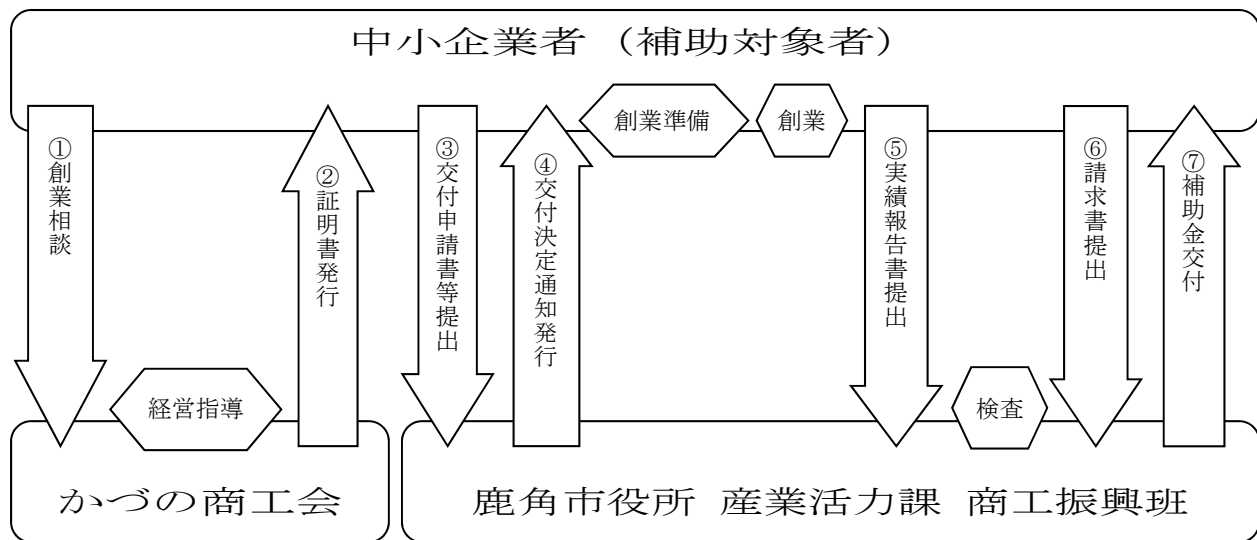 中小企業者（補助対象者）
①創業相談
②証明書発行
③交付申請書等提出
④交付決定通知発行
創業準備
創業
⑤実績報告書提出
⑥請求書提出
⑦補助金交付
経営指導
検査
かづの商工会
鹿角市役所 産業活力課 商工振興班